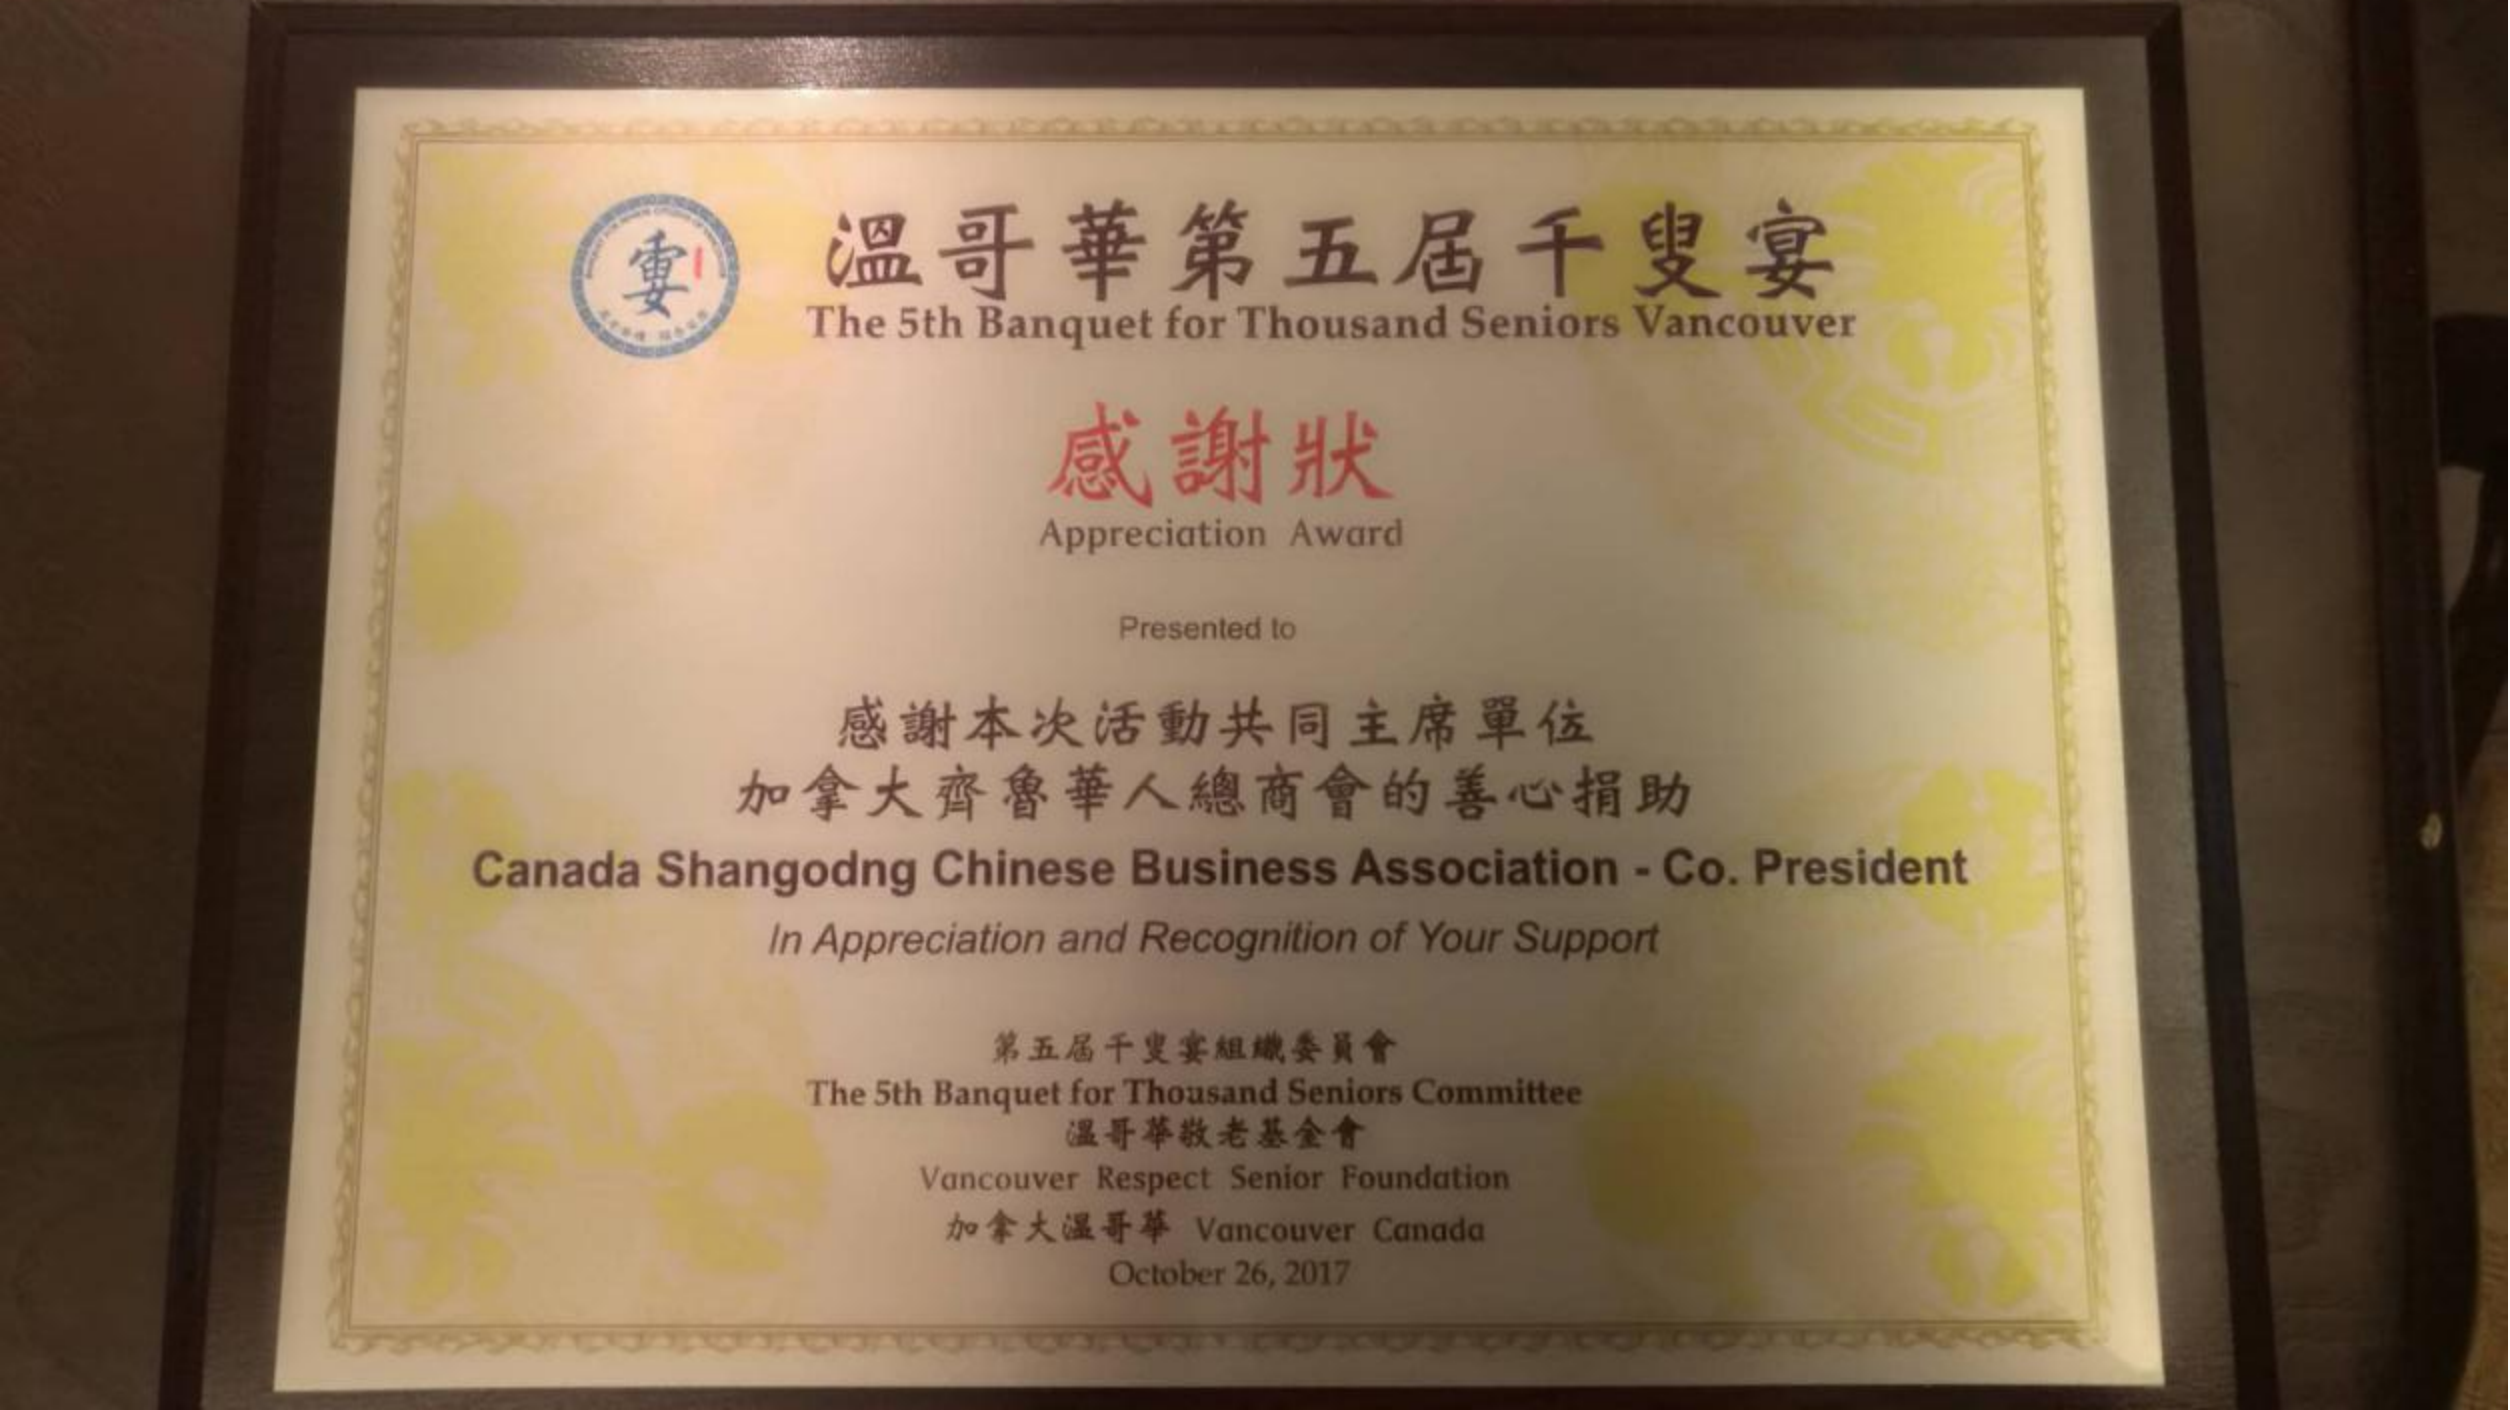 溫哥華第五屆千叟宴
The 5th Banquet for Thousand Seniors Vancouver
感謝狀
Appreciation Award
Presented to
感謝本次活動共同主席單位
加拿大齊魯華人總商會的善心捐助
Canada Shangodng Chinese Business Association - Co. President
In Appreciation and Recognition of Your Support
第五屆千叟宴組織委員會
The 5th Banquet for Thousand Seniors Committee
溫哥華敬老基金會
Vancouver Respect Senior Foundation
加拿大溫哥華 Vancouver Canada
October 26, 2017